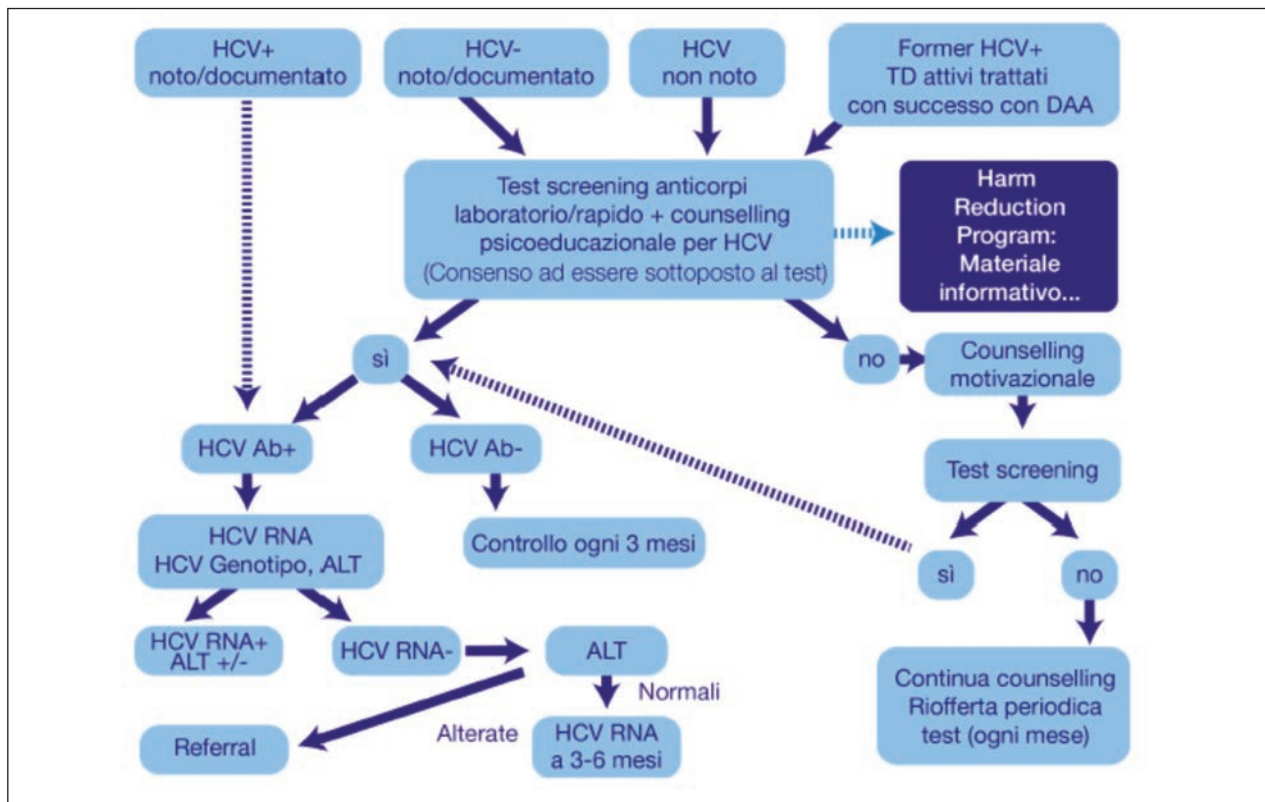 HCV+
noto/documentato
HCV-
noto/documentato
HCV
non noto
Former HCV+
TD attivi trattati
con successo con DAA
Test screening anticorpi
laboratorio/rapido + counselling
psicoeducazionale per HCV
(Consenso ad essere sottoposto al test)
Harm
Reduction
Program:
Materiale
informativo...
sì
no
Counselling
motivazionale
HCV Ab+
HCV Ab-
Test screening
HCV RNA
HCV Genotipo, ALT
Controllo ogni 3 mesi
sì
no
HCV RNA+
ALT +/-
HCV RNA-
ALT
Normali
Continua counselling
Riofferta periodica
test (ogni mese)
Referral
Alterate
HCV RNA
a 3-6 mesi